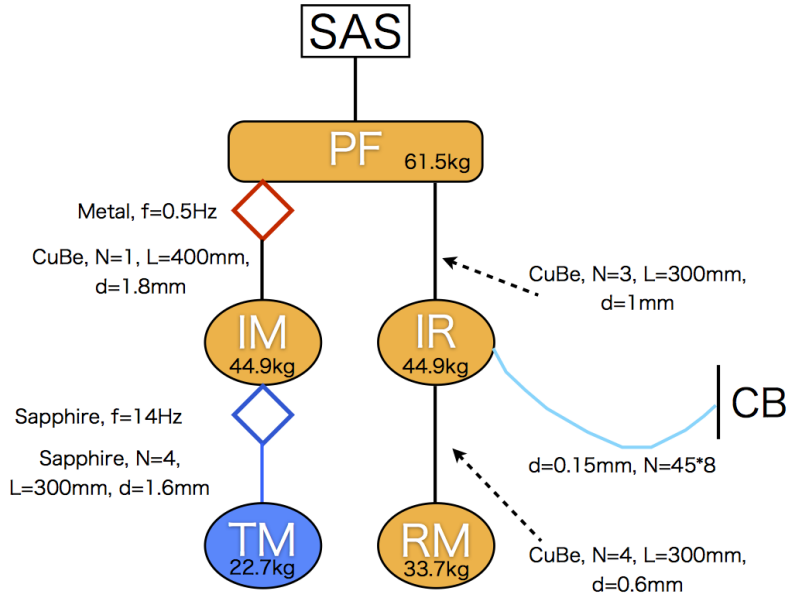 SAS
PF
61.5kg
Metal, f=0.5Hz
CuBe, N=1, L=400mm,
d=1.8mm
CuBe, N=3, L=300mm,
d=1mm
IM
44.9kg
IR
44.9kg
CB
Sapphire, f=14Hz
Sapphire, N=4,
L=300mm, d=1.6mm
d=0.15mm, N=45*8
TM
22.7kg
RM
33.7kg
CuBe, N=4, L=300mm,
d=0.6mm